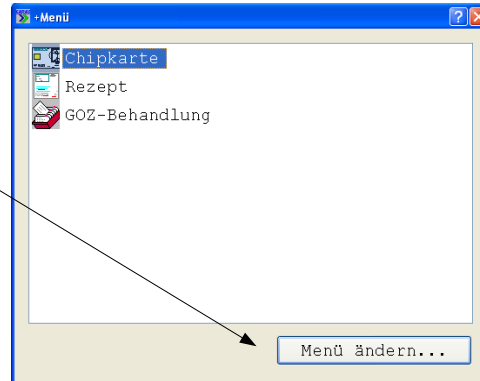 +Menü
Chipkarte
Rezept
GOZ-Behandlung
Menü ändern...